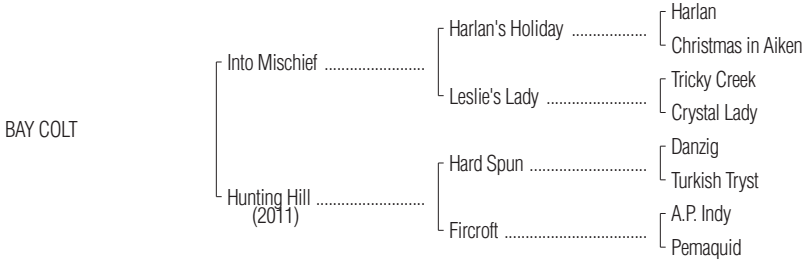 Harlan
Harlan's Holiday ..................
Christmas in Aiken
Into Mischief ........................
Tricky Creek
Leslie's Lady ........................
Crystal Lady
BAY COLT
Danzig
Hard Spun ............................
Turkish Tryst
Hunting Hill ..........................
(2011)
A.P. Indy
Fircroft ..................................
Pemaquid